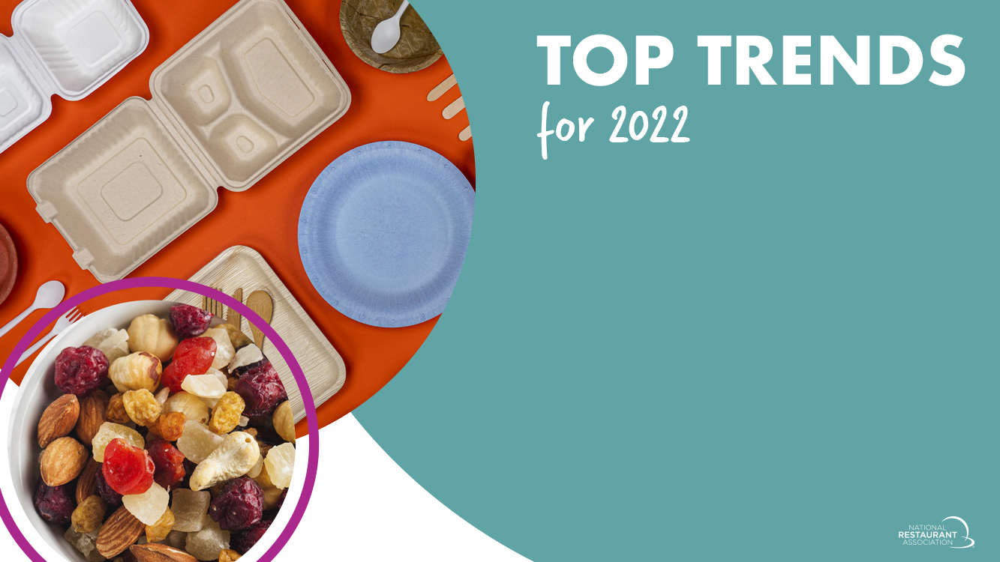 TOP TRENDS
for 2022
NATIONAL
RESTAURANT
ASSOCIATION